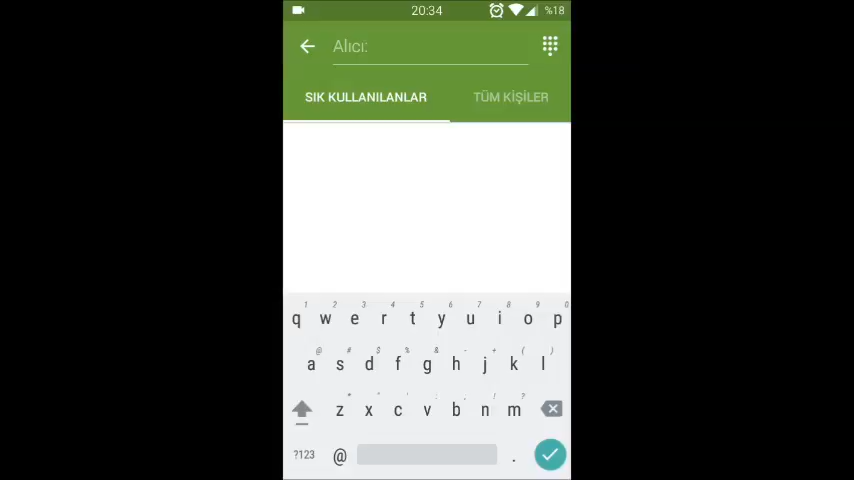 20:34 %18
Alıcı:
SIK KULLANILANLAR TÜM KİŞİLER
1 2 3 4 5 6 7 8 9 0
q w e r t y u i o p
@ # $ % & - + ( )
a s d f g h j k l
z x c v b n m
?123 @ .